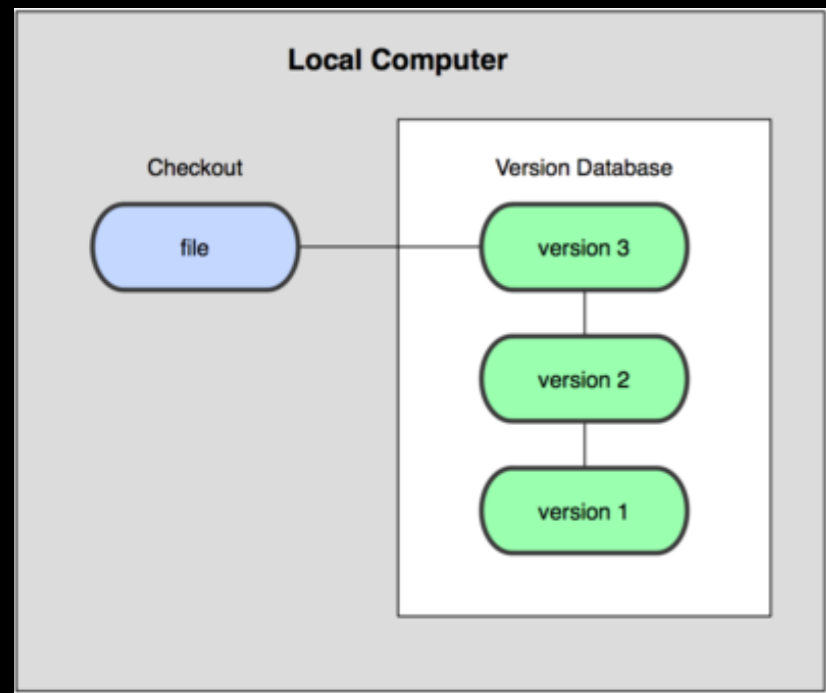 Local Computer
Checkout
Version Database
file
version 3
version 2
version 1